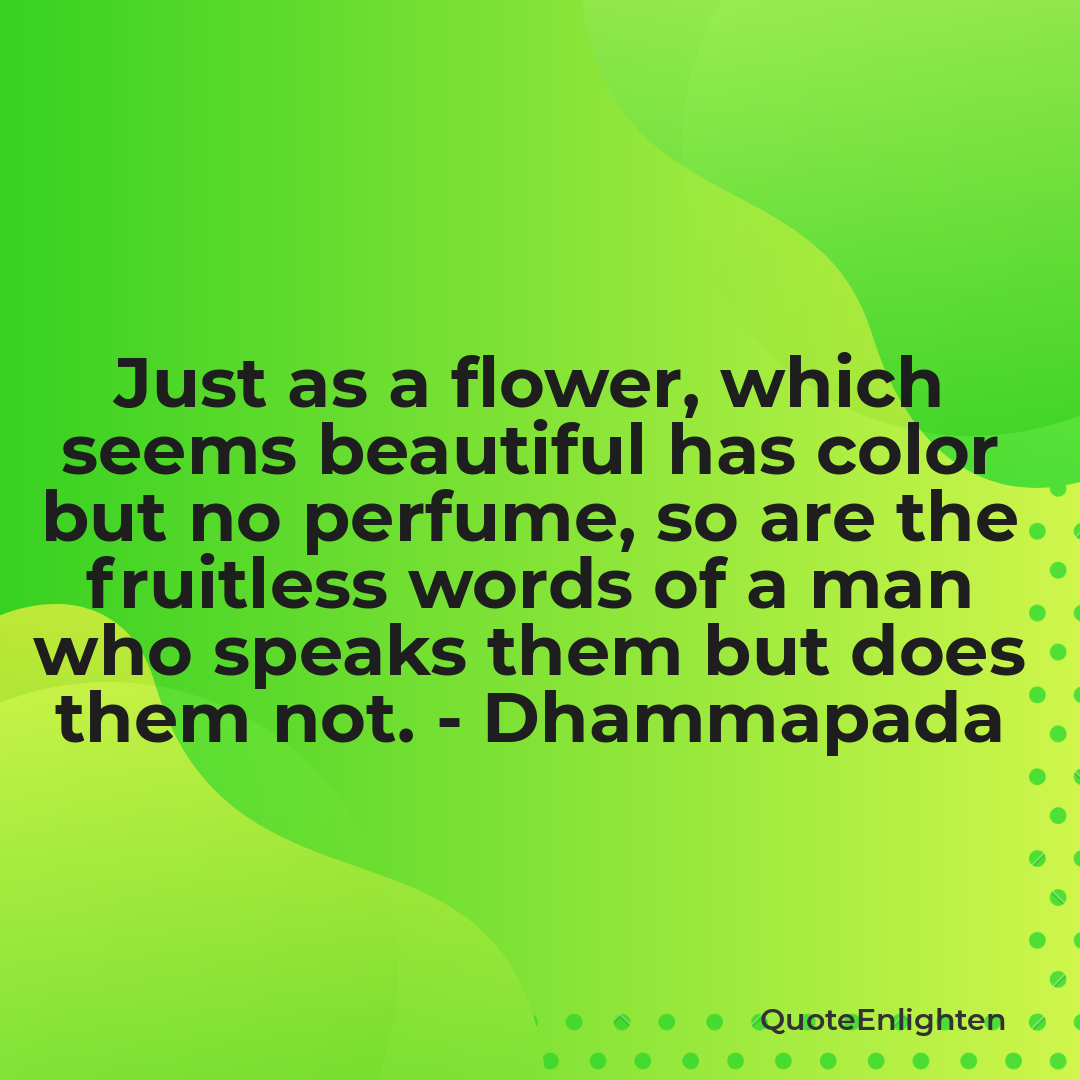 Just as a flower, which
seems beautiful has color
but no perfume, so are the
fruitless words of a man
who speaks them but does
them not. - Dhammapada
QuoteEnlighten